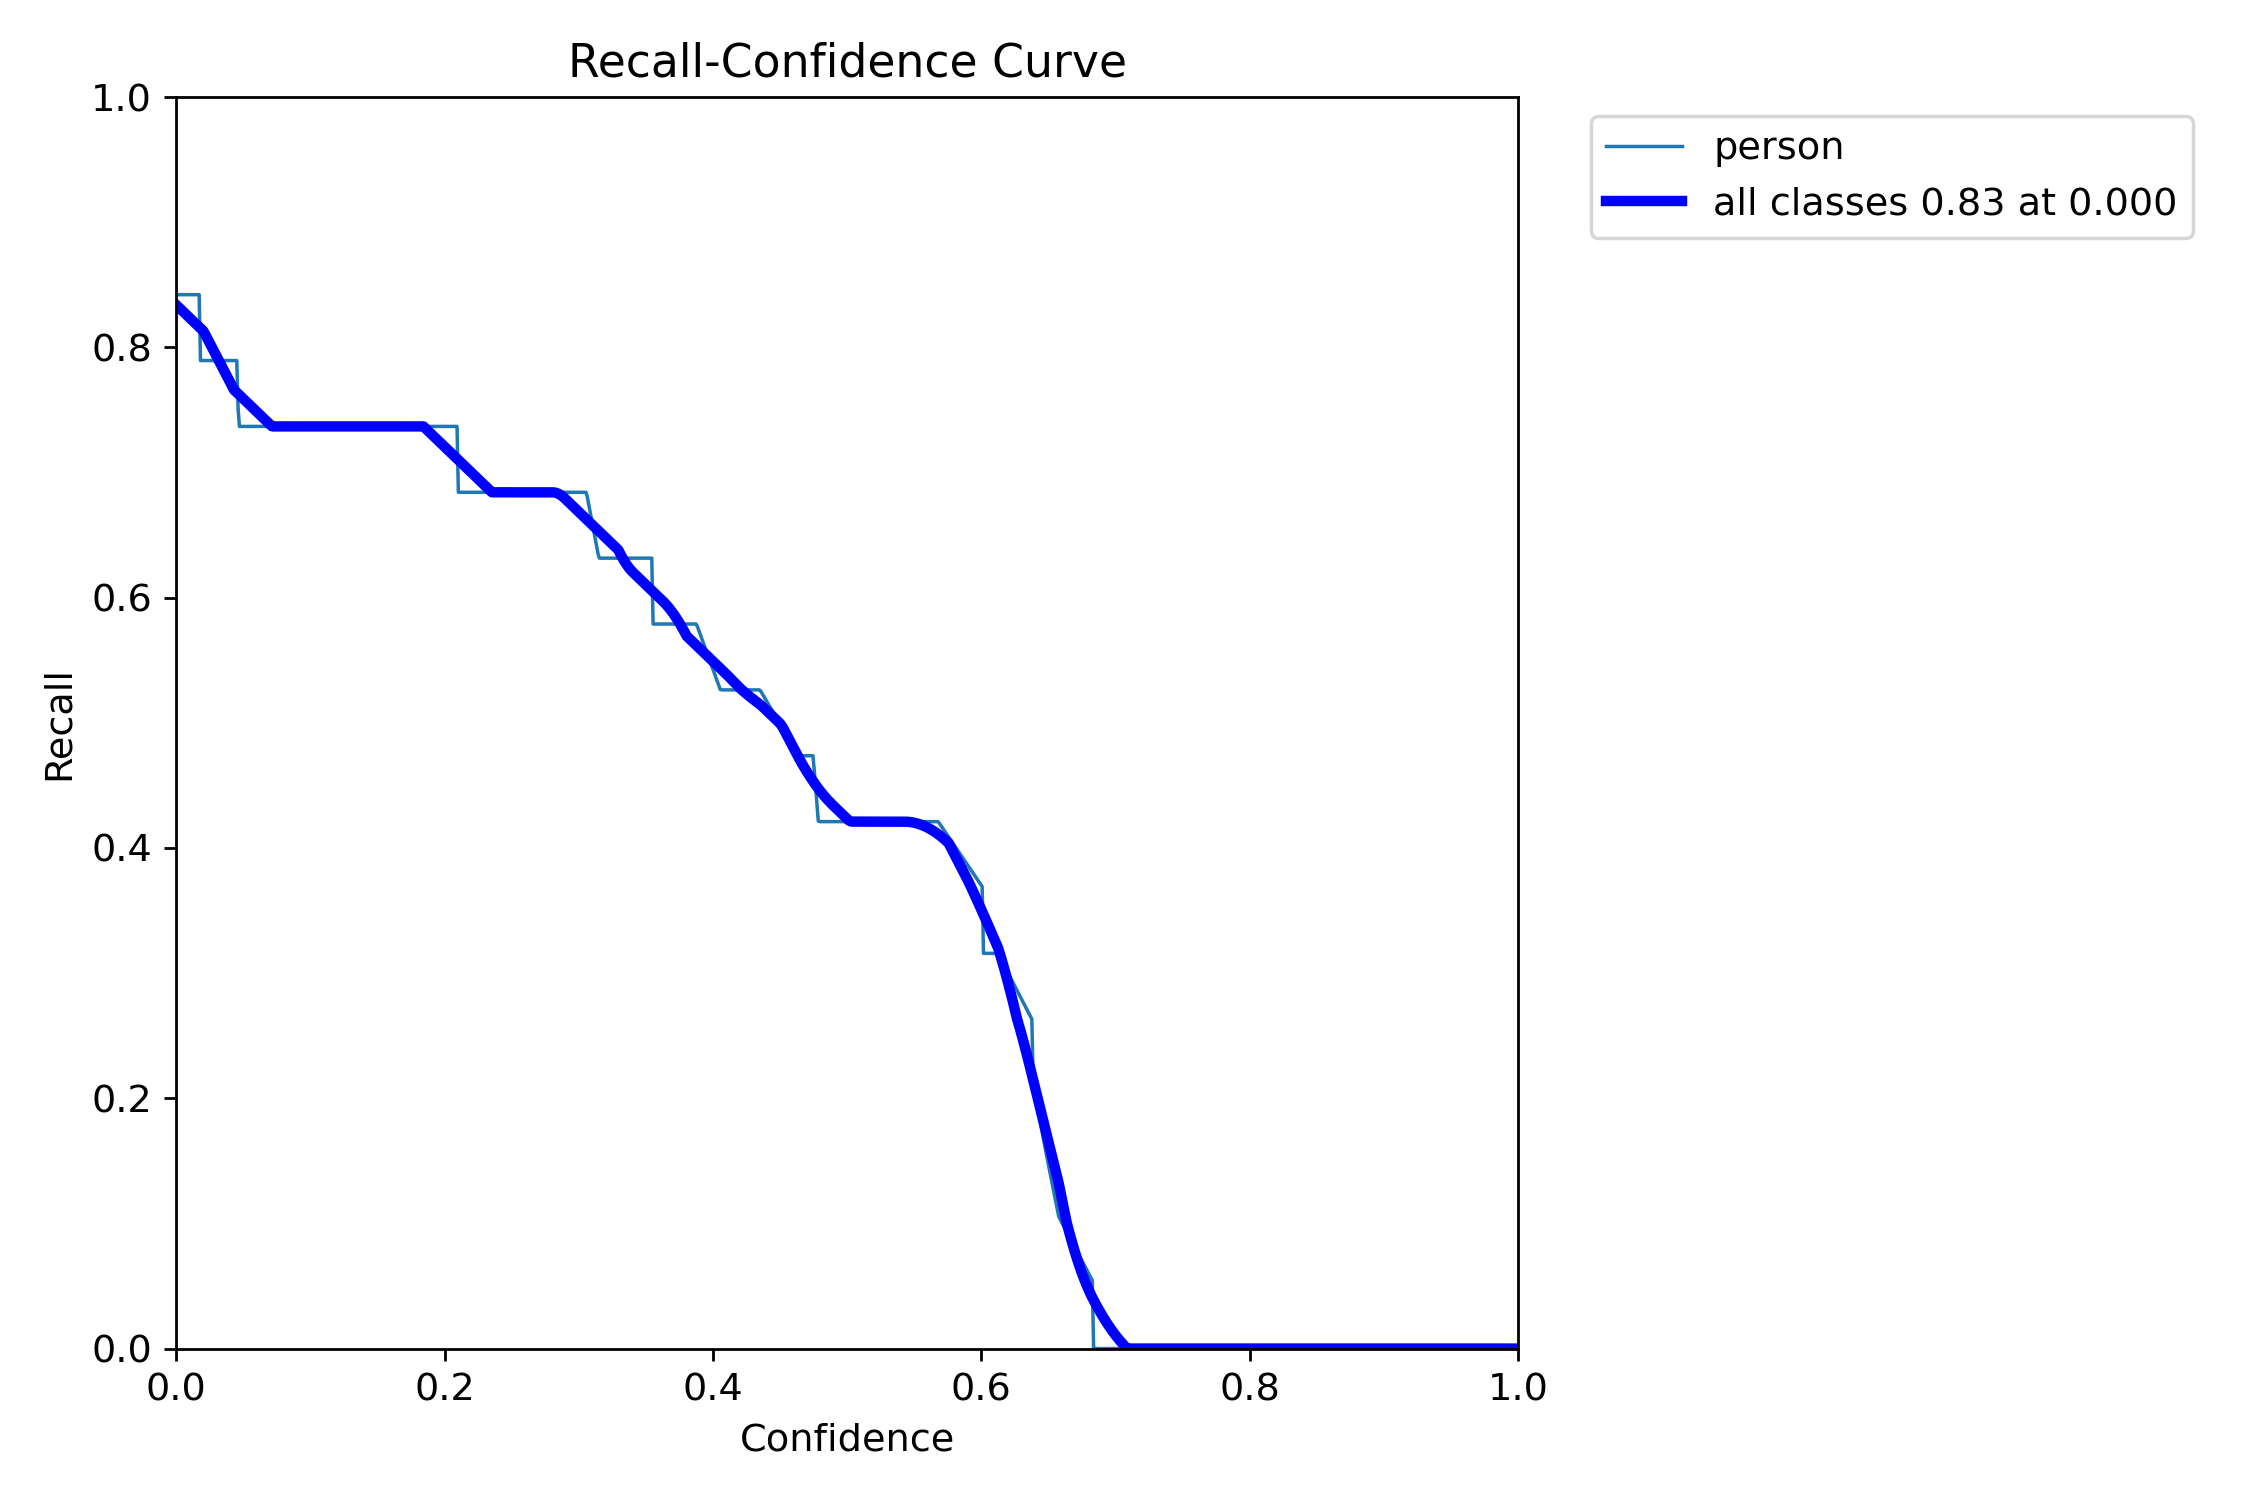 Recall-Confidence Curve
person
all classes 0.83 at 0.000
1.0
0.8
0.6
0.4
0.2
0.0
Recall
0.0 0.2 0.4 0.6 0.8 1.0
Confidence